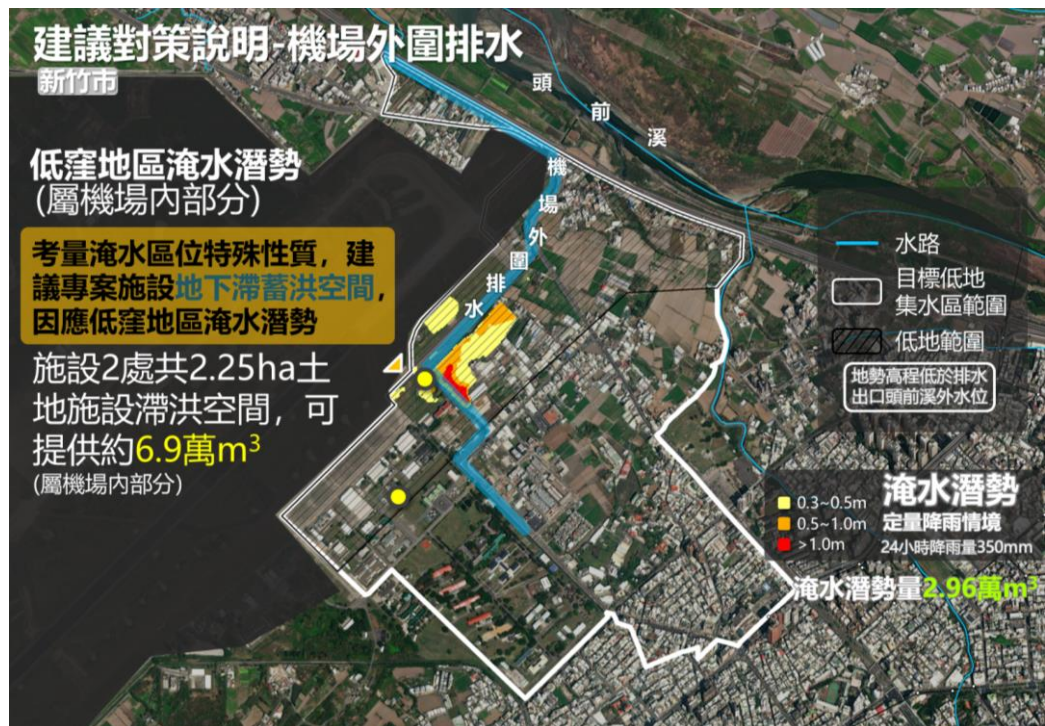 建議對策說明-機場外圍排水
新竹市
頭前溪
低窪地區淹水潛勢
(屬機場內部分)
機場外圍排水
考量淹水區位特殊性質，建
議專案施設地下滯蓄洪空間，
因應低窪地區淹水潛勢
施設2處共2.25ha土
地施設滯洪空間，可
提供約6.9萬m³
(屬機場內部分)
水路
目標低地
集水區範圍
低地範圍
地勢高程低於排水
出口頭前溪外水位
0.3~0.5m
0.5~1.0m
>1.0m
淹水潛勢
定量降雨情境
24小時降雨量350mm
淹水潛勢量2.96萬m³